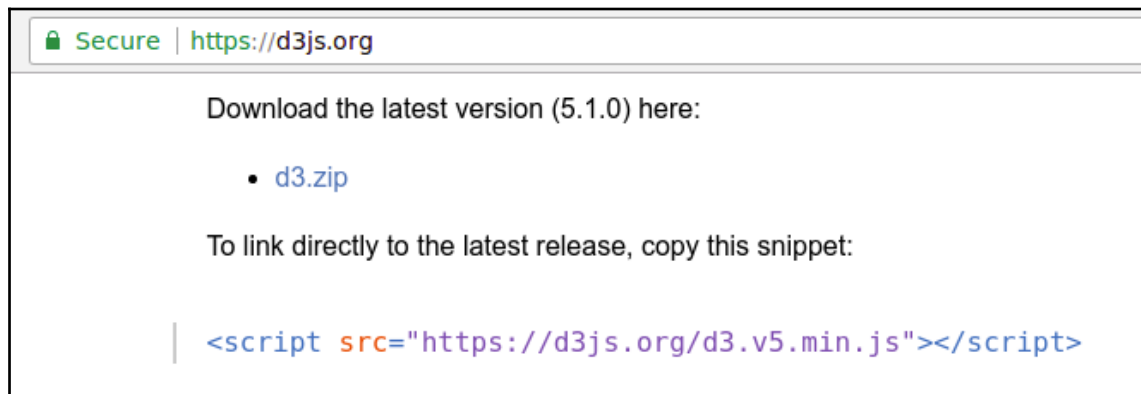 Secure | https://d3js.org
Download the latest version (5.1.0) here:
• d3.zip
To link directly to the latest release, copy this snippet:
<script src="https://d3js.org/d3.v5.min.js"></script>